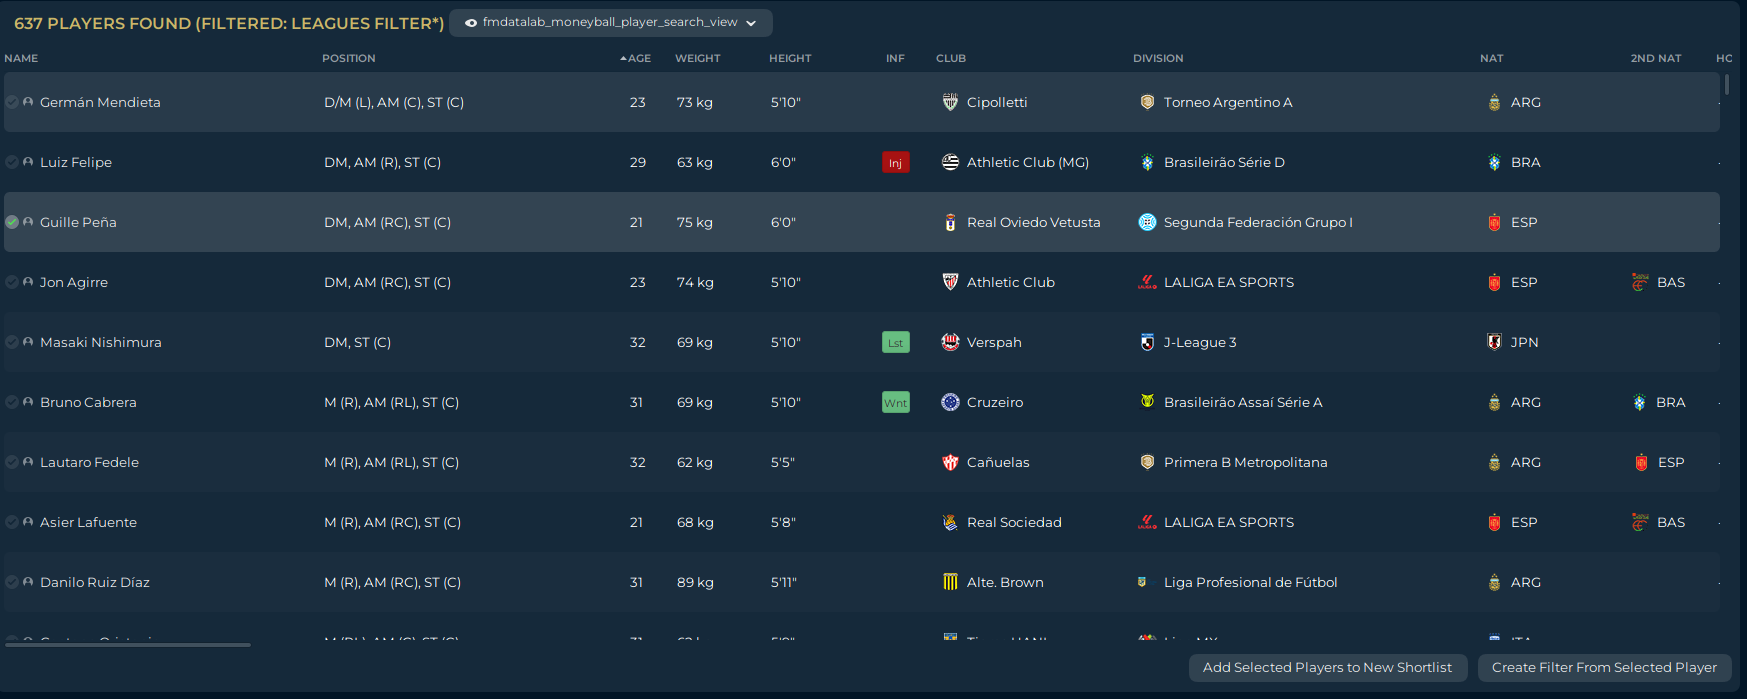 637 PLAYERS FOUND (FILTERED: LEAGUES FILTER*) fmdatalab_moneyball_player_search_view
NAME POSITION AGE WEIGHT HEIGHT INF CLUB DIVISION NAT 2ND NAT
Germán Mendieta D/M (L), AM (C), ST (C) 23 73 kg 5'10" Cipolletti Torneo Argentino A ARG -
Luiz Felipe DM, AM (R), ST (C) 29 63 kg 6'0" Inj Athletic Club (MG) Brasileirão Série D BRA -
Guille Peña DM, AM (RC), ST (C) 21 75 kg 6'0" Real Oviedo Vetusta Segunda Federación Grupo I ESP -
Jon Agirre DM, AM (RC), ST (C) 23 74 kg 5'10" Athletic Club LALIGA EA SPORTS ESP BAS -
Masaki Nishimura DM, ST (C) 32 69 kg 5'10" Lst Verspah J-League 3 JPN -
Bruno Cabrera M (R), AM (RL), ST (C) 31 69 kg 5'10" Wnt Cruzeiro Brasileirão Assaí Série A ARG BRA -
Lautaro Fedele M (R), AM (RL), ST (C) 32 62 kg 5'5" Cañuelas Primera B Metropolitana ARG ESP -
Asier Lafuente M (R), AM (RC), ST (C) 21 68 kg 5'8" Real Sociedad LALIGA EA SPORTS ESP BAS -
Danilo Ruiz Díaz M (R), AM (RC), ST (C) 31 89 kg 5'11" Alte. Brown Liga Profesional de Fútbol ARG -
Add Selected Players to New Shortlist Create Filter From Selected Player